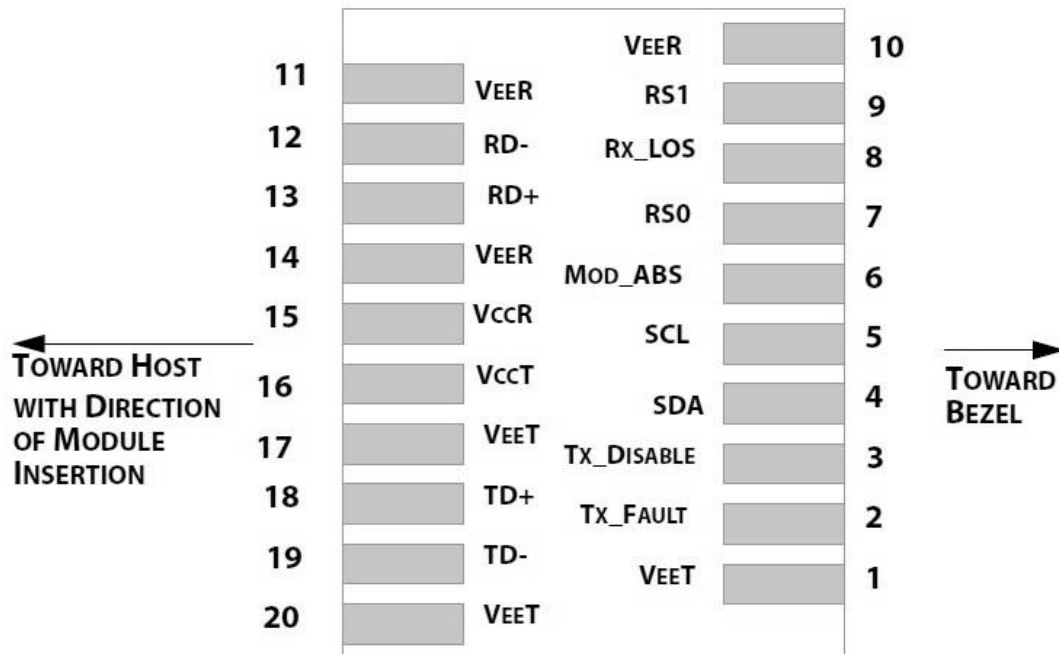 VEER 10
11 VEER
RS1 9
12 RD-
RX_LOS 8
13 RD+
RS0 7
14 VEER
MOD_ABS 6
15 VCCR
SCL 5
TOWARD HOST
WITH DIRECTION
OF MODULE
INSERTION
TOWARD
BEZEL
16 VCCT
SDA 4
17 VEET
TX_DISABLE 3
18 TD+
TX_FAULT 2
19 TD-
VEET 1
20 VEET